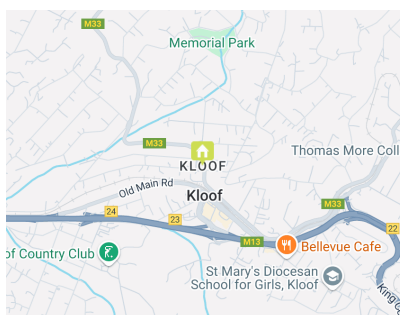 M33
Memorial Park
M33
Thomas More Coll
KLOOF
Old Main Rd
Kloof
M33
24
23
22
M13
Bellevue Cafe
of Country Club
St Mary's Diocesan
School for Girls, Kloof
King